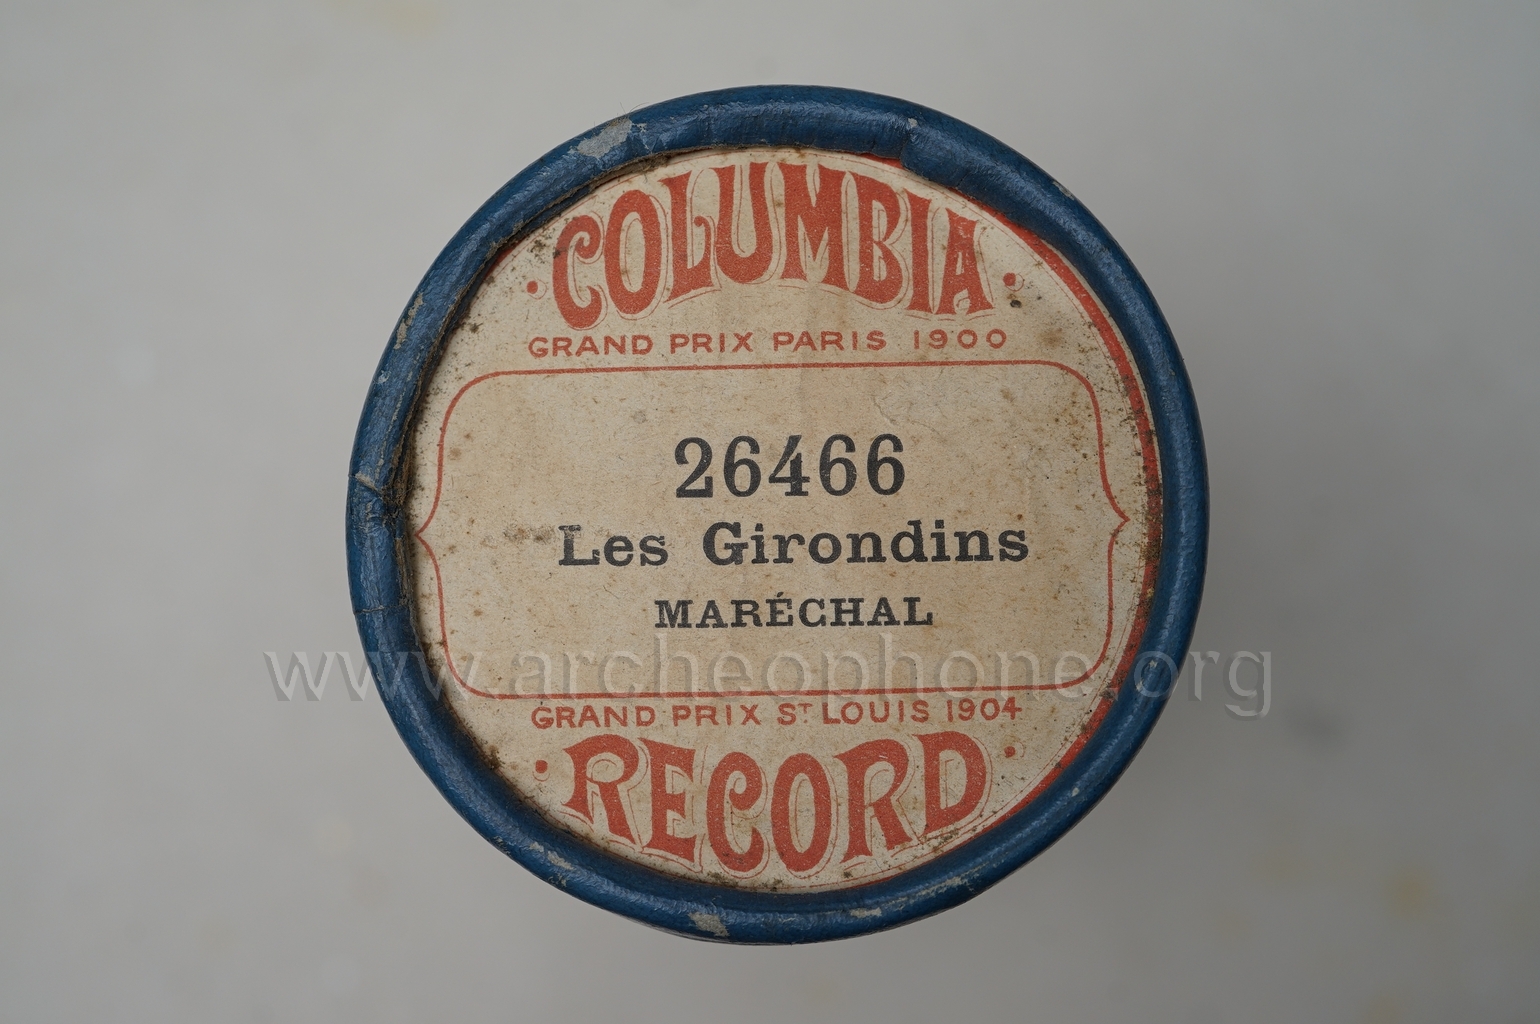 COLUMBIA
GRAND PRIX PARIS 1900
26466
Les Girondins
MARÉCHAL
www.archeophone.org
GRAND PRIX ST LOUIS 1904
RECORD